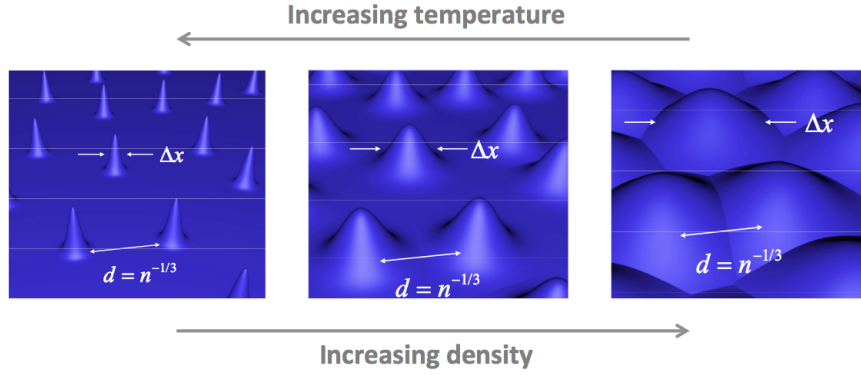 Increasing temperature
Δx
Δx
Δx
d = n^{-1/3}
d = n^{-1/3}
d = n^{-1/3}
Increasing density